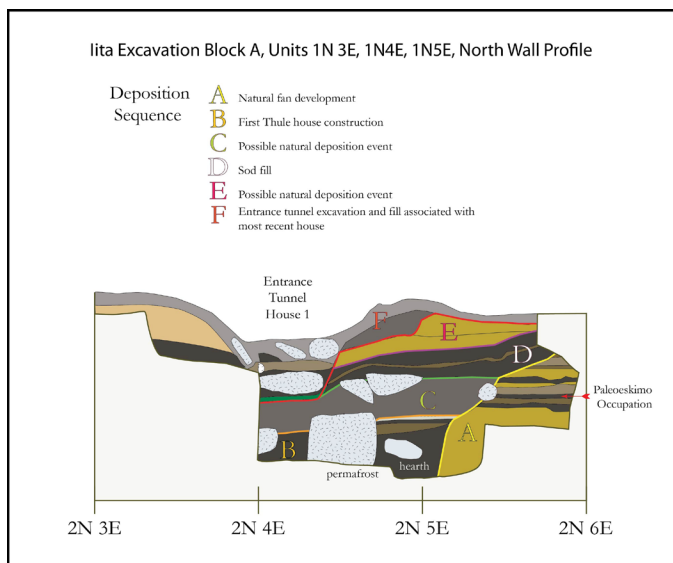 Iita Excavation Block A, Units 1N 3E, 1N4E, 1N5E, North Wall Profile
Deposition
Sequence
A Natural fan development
B First Thule house construction
C Possible natural deposition event
D Sod fill
E Possible natural deposition event
F Entrance tunnel excavation and fill associated with
most recent house
Entrance
Tunnel
House 1
F
E
D
Paleoeskimo
Occupation
C
A
B
hearth
permafrost
2N 3E
2N 4E
2N 5E
2N 6E